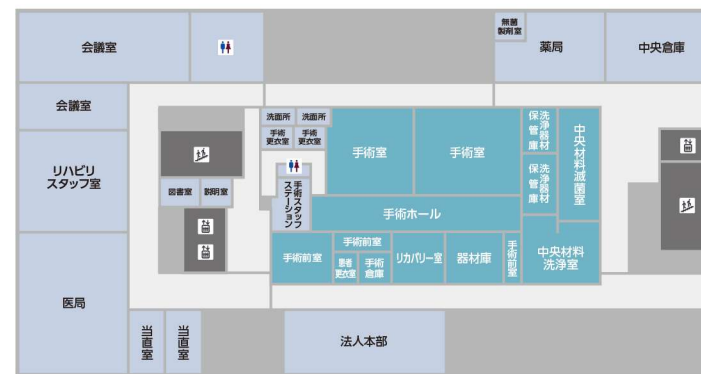 会議室
無菌
製剤室
薬局
中央倉庫
会議室
洗面所
洗面所
手術
更衣室
手術
更衣室
手術室
手術室
洗浄器材
保管庫
洗浄器材
保管庫
中央材料滅菌室
リハビリ
スタッフ室
図書室
説明室
手術スタッフ
ステーション
手術ホール
手術前室
手術前室
患者
更衣室
手術
倉庫
リカバリー室
器材庫
手術前室
中央材料
洗浄室
医局
当直室
当直室
法人本部